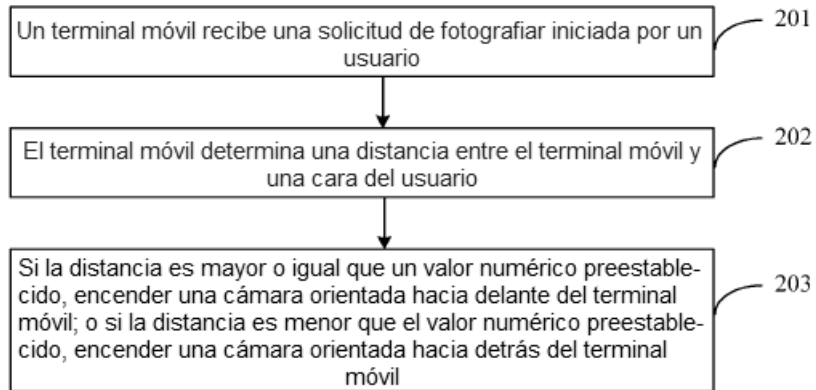 Un terminal móvil recibe una solicitud de fotografiar iniciada por un
usuario
201
El terminal móvil determina una distancia entre el terminal móvil y
una cara del usuario
202
Si la distancia es mayor o igual que un valor numérico preestable-
cido, encender una cámara orientada hacia delante del terminal
móvil; o si la distancia es menor que el valor numérico preestable-
cido, encender una cámara orientada hacia detrás del terminal
móvil
203